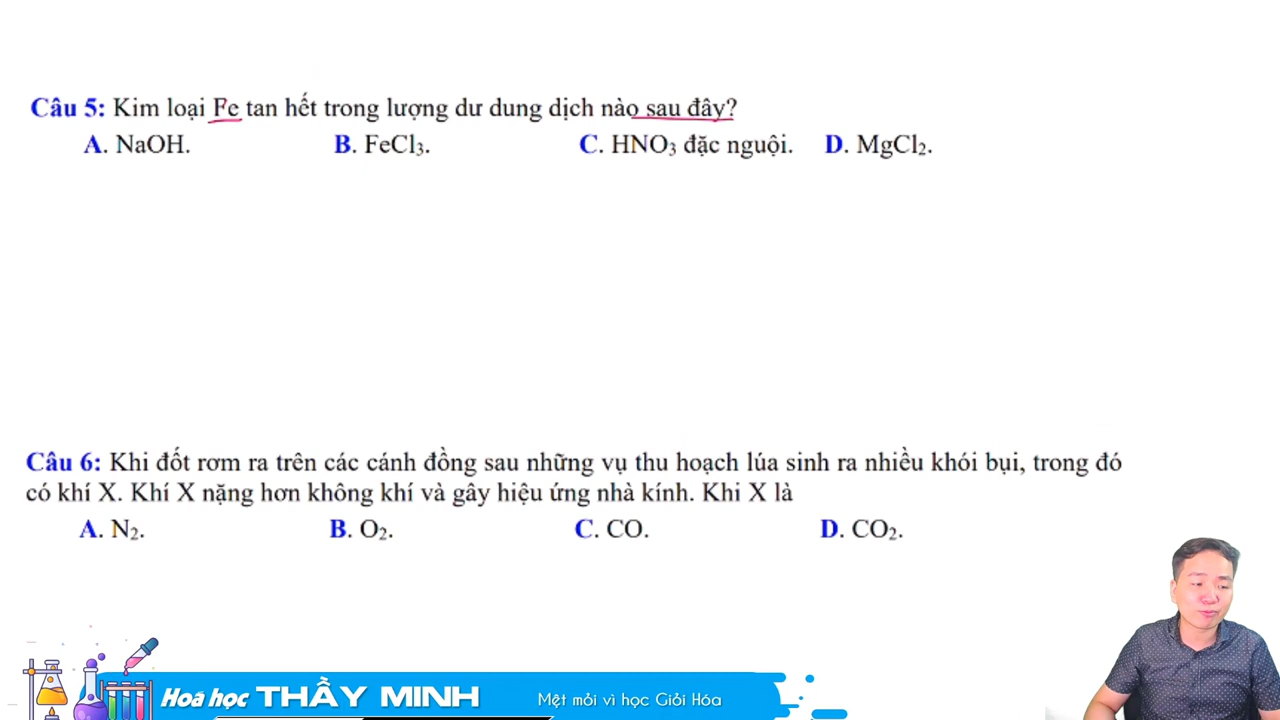 Câu 5: Kim loại Fe tan hết trong lượng dư dung dịch nào sau đây?
A. NaOH. B. FeCl₃. C. HNO₃ đặc nguội. D. MgCl₂.
Câu 6: Khi đốt rơm ra trên các cánh đồng sau những vụ thu hoạch lúa sinh ra nhiều khói bụi, trong đó
có khí X. Khí X nặng hơn không khí và gây hiệu ứng nhà kính. Khi X là
A. N₂. B. O₂. C. CO. D. CO₂.
Hoá học THẦY MINH Mệt mỏi vì học Giỏi Hóa